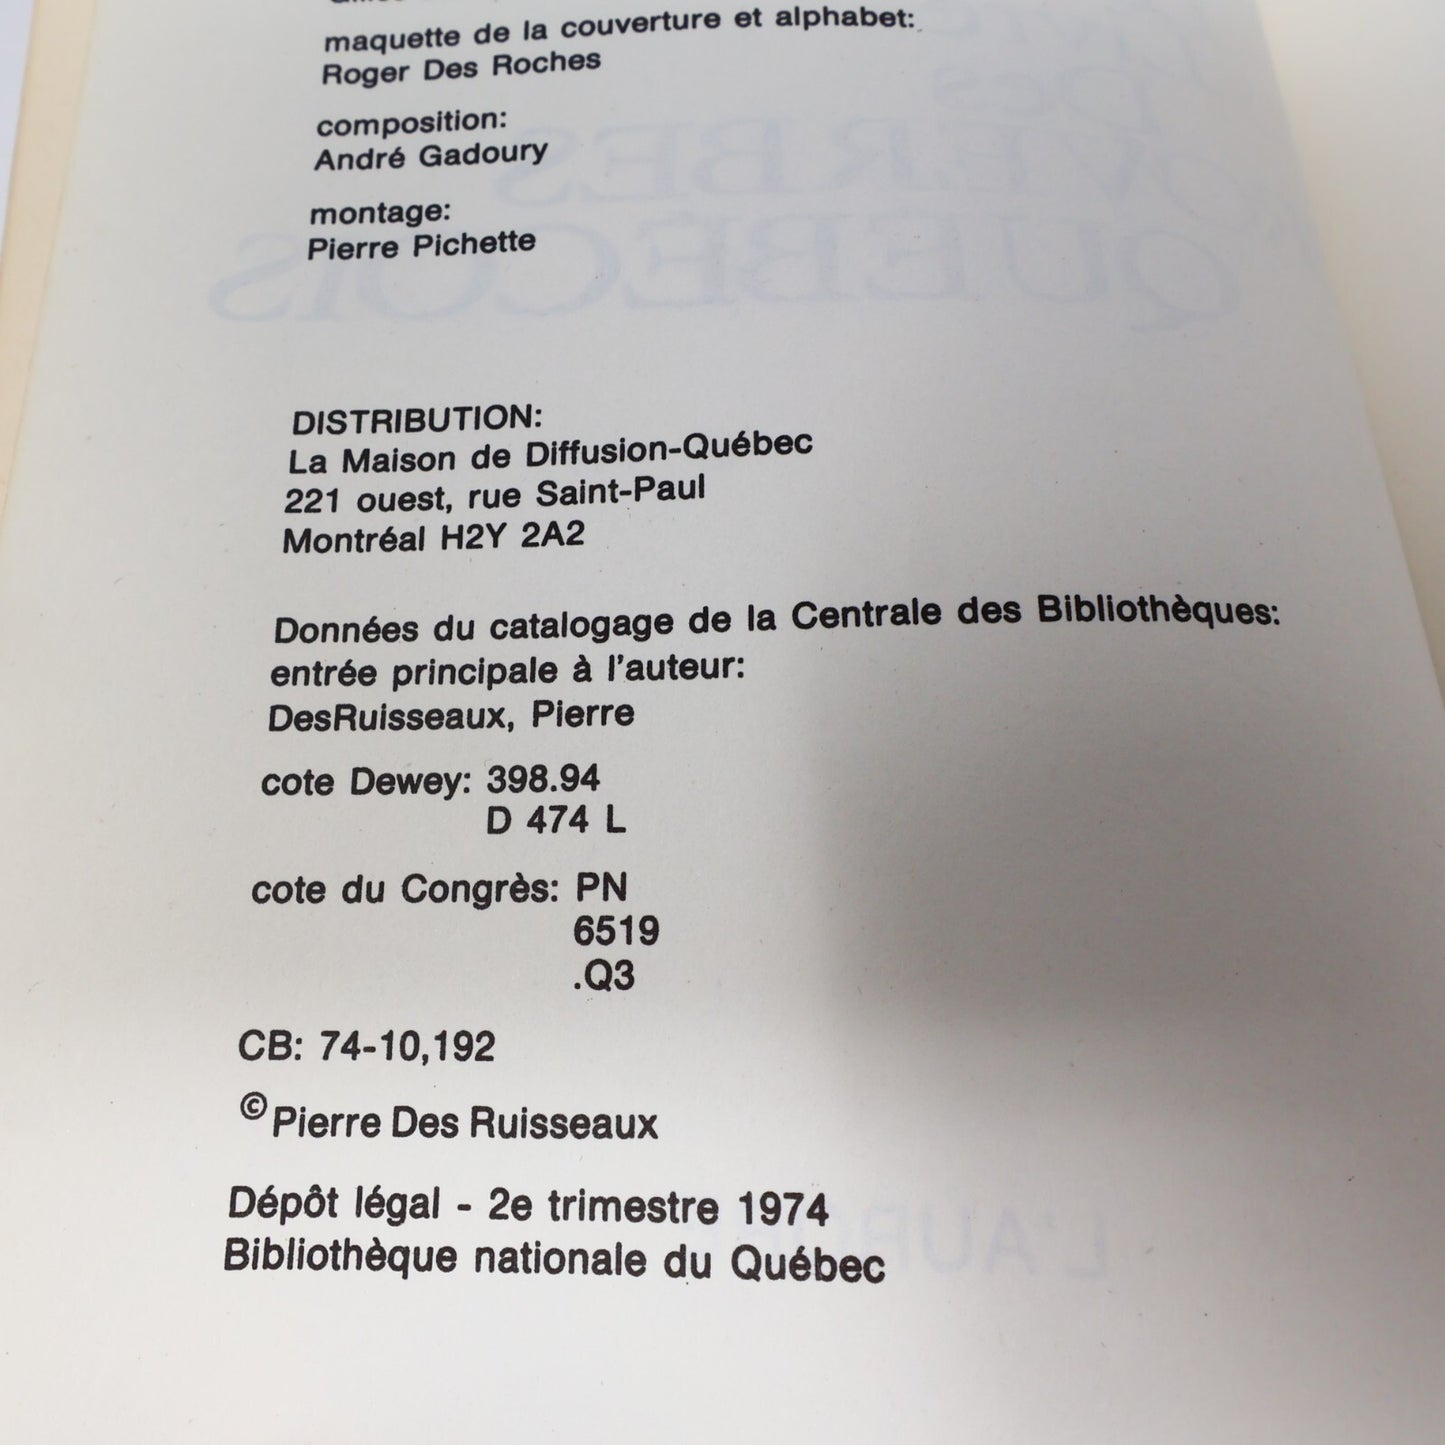 maquette de la couverture et alphabet:
Roger Des Roches
composition:
André Gadoury
montage:
Pierre Pichette
DISTRIBUTION:
La Maison de Diffusion-Québec
221 ouest, rue Saint-Paul
Montréal H2Y 2A2
Données du catalogage de la Centrale des Bibliothèques:
entrée principale à l'auteur:
DesRuisseaux, Pierre
cote Dewey: 398.94
D 474 L
cote du Congrès: PN
6519
.Q3
CB: 74-10,192
© Pierre Des Ruisseaux
Dépôt légal - 2e trimestre 1974
Bibliothèque nationale du Québec